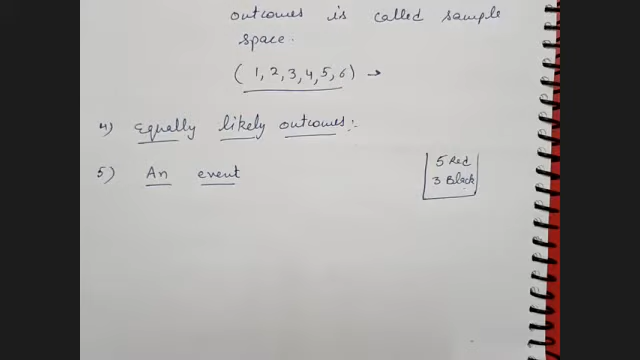 outcomes is called sample
space.
(1, 2, 3, 4, 5, 6) →
4) Equally likely outcomes :-
5) An event
5 Red
3 Black